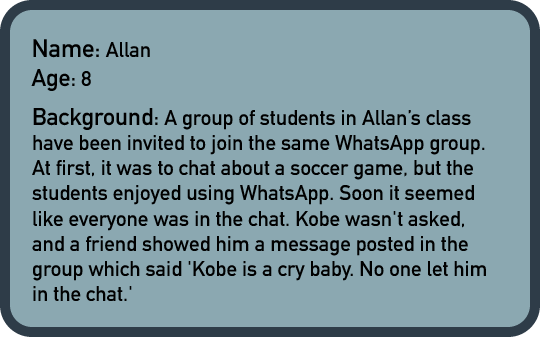 Name: Allan
Age: 8
Background: A group of students in Allan’s class
have been invited to join the same WhatsApp group.
At first, it was to chat about a soccer game, but the
students enjoyed using WhatsApp. Soon it seemed
like everyone was in the chat. Kobe wasn't asked,
and a friend showed him a message posted in the
group which said 'Kobe is a cry baby. No one let him
in the chat.'